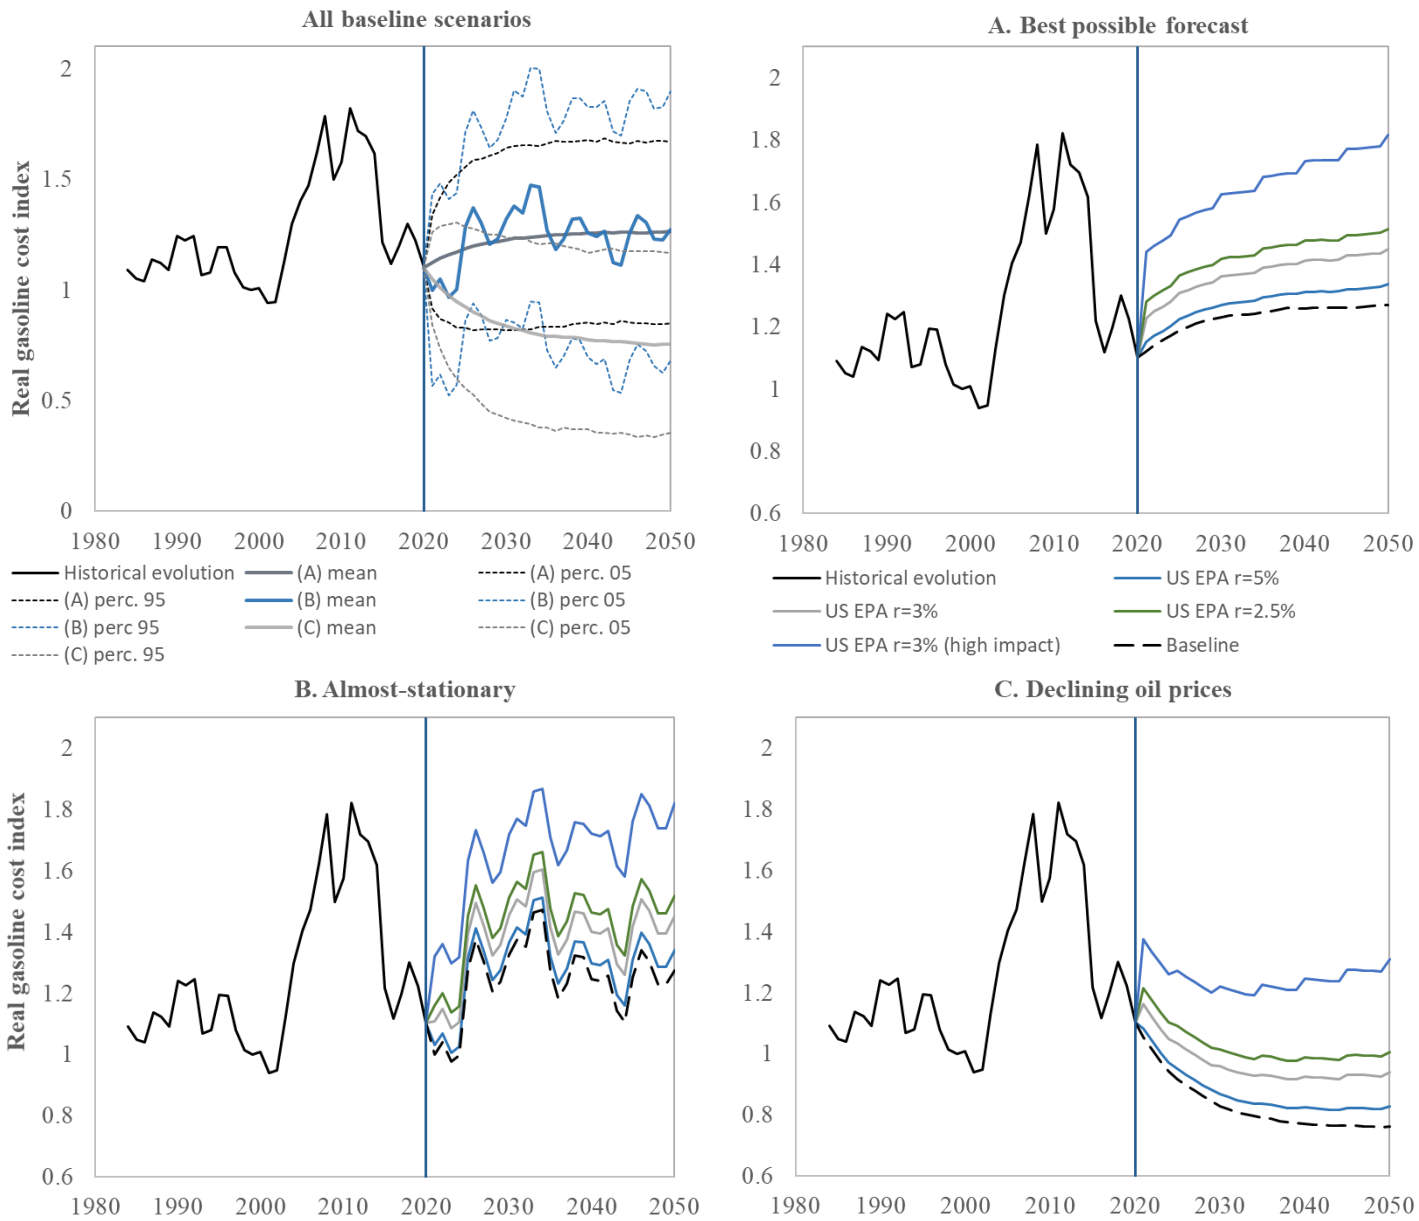 All baseline scenarios
Real gasoline cost index
2
1.5
1
0.5
0
1980 1990 2000 2010 2020 2030 2040 2050
Historical evolution (A) mean (A) perc. 05
(A) perc. 95 (B) mean (B) perc 05
(B) perc 95 (C) mean (C) perc. 05
(C) perc. 95
A. Best possible forecast
2
1.8
1.6
1.4
1.2
1
0.8
0.6
1980 1990 2000 2010 2020 2030 2040 2050
Historical evolution US EPA r=5%
US EPA r=3% US EPA r=2.5%
US EPA r=3% (high impact) Baseline
B. Almost-stationary
Real gasoline cost index
2
1.8
1.6
1.4
1.2
1
0.8
0.6
1980 1990 2000 2010 2020 2030 2040 2050
C. Declining oil prices
2
1.8
1.6
1.4
1.2
1
0.8
0.6
1980 1990 2000 2010 2020 2030 2040 2050